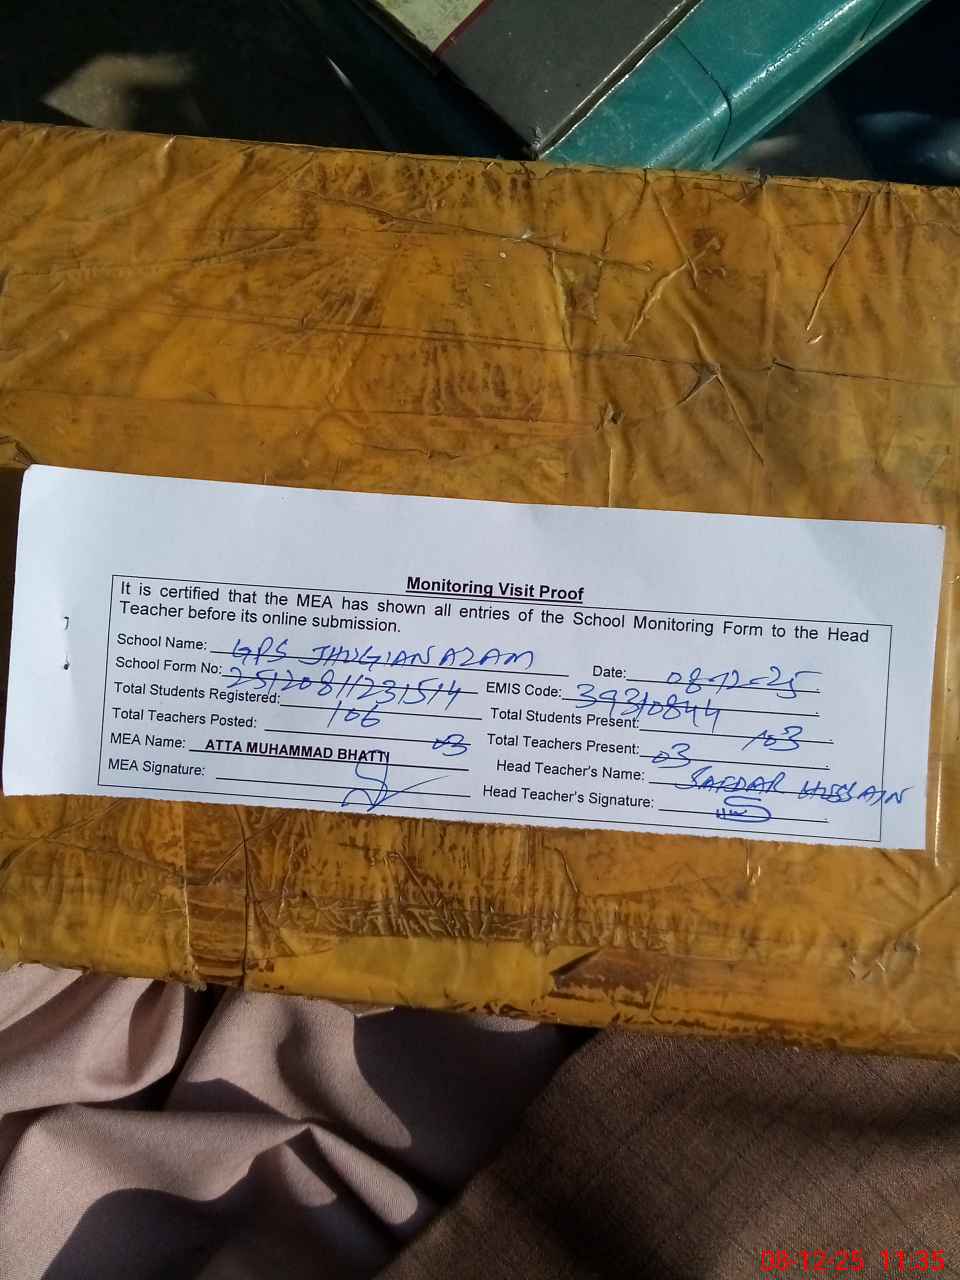 Monitoring Visit Proof
It is certified that the MEA has shown all entries of the School Monitoring Form to the Head
Teacher before its online submission.
School Name: GPS JHUGIAN AZAM Date: 08-12-25
School Form No: 25120811231514 EMIS Code: 39310844
Total Students Registered: 106 Total Students Present: 103
Total Teachers Posted: 03 Total Teachers Present: 03
MEA Name: ATTA MUHAMMAD BHATTI Head Teacher's Name: SAFDAR HUSSAIN
MEA Signature: Head Teacher's Signature:
08-12-25 11:35